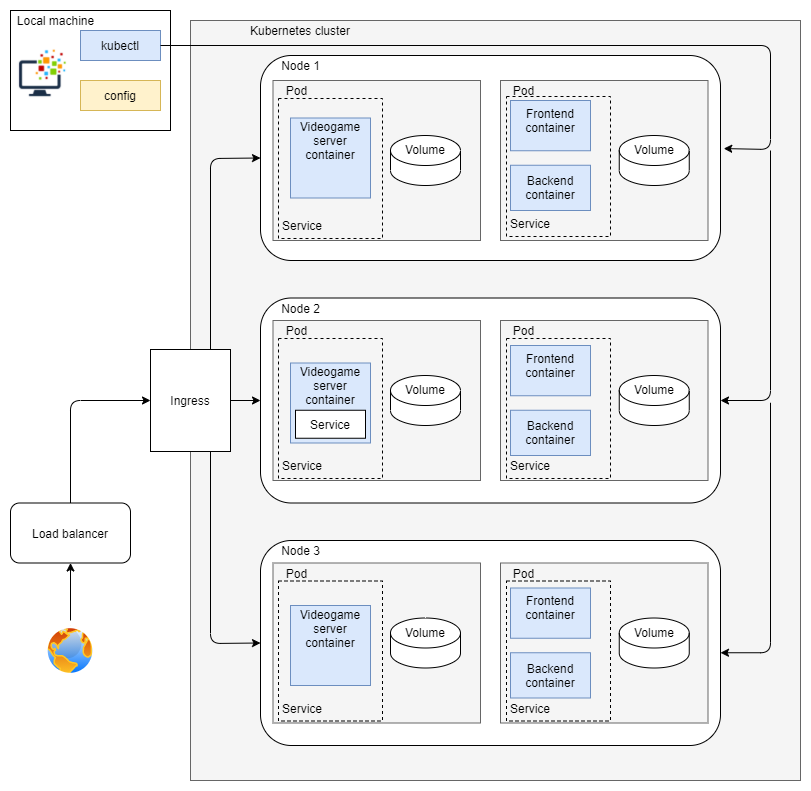 Local machine
kubectl
config
Kubernetes cluster
Node 1
Pod
Videogame
server
container
Volume
Service
Pod
Frontend
container
Backend
container
Volume
Service
Node 2
Pod
Videogame
server
container
Service
Volume
Service
Pod
Frontend
container
Backend
container
Volume
Service
Ingress
Load balancer
Node 3
Pod
Videogame
server
container
Volume
Service
Pod
Frontend
container
Backend
container
Volume
Service